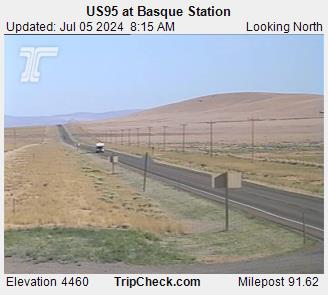 US95 at Basque Station
Updated: Jul 05 2024 8:15 AM Looking North
Elevation 4460 TripCheck.com Milepost 91.62